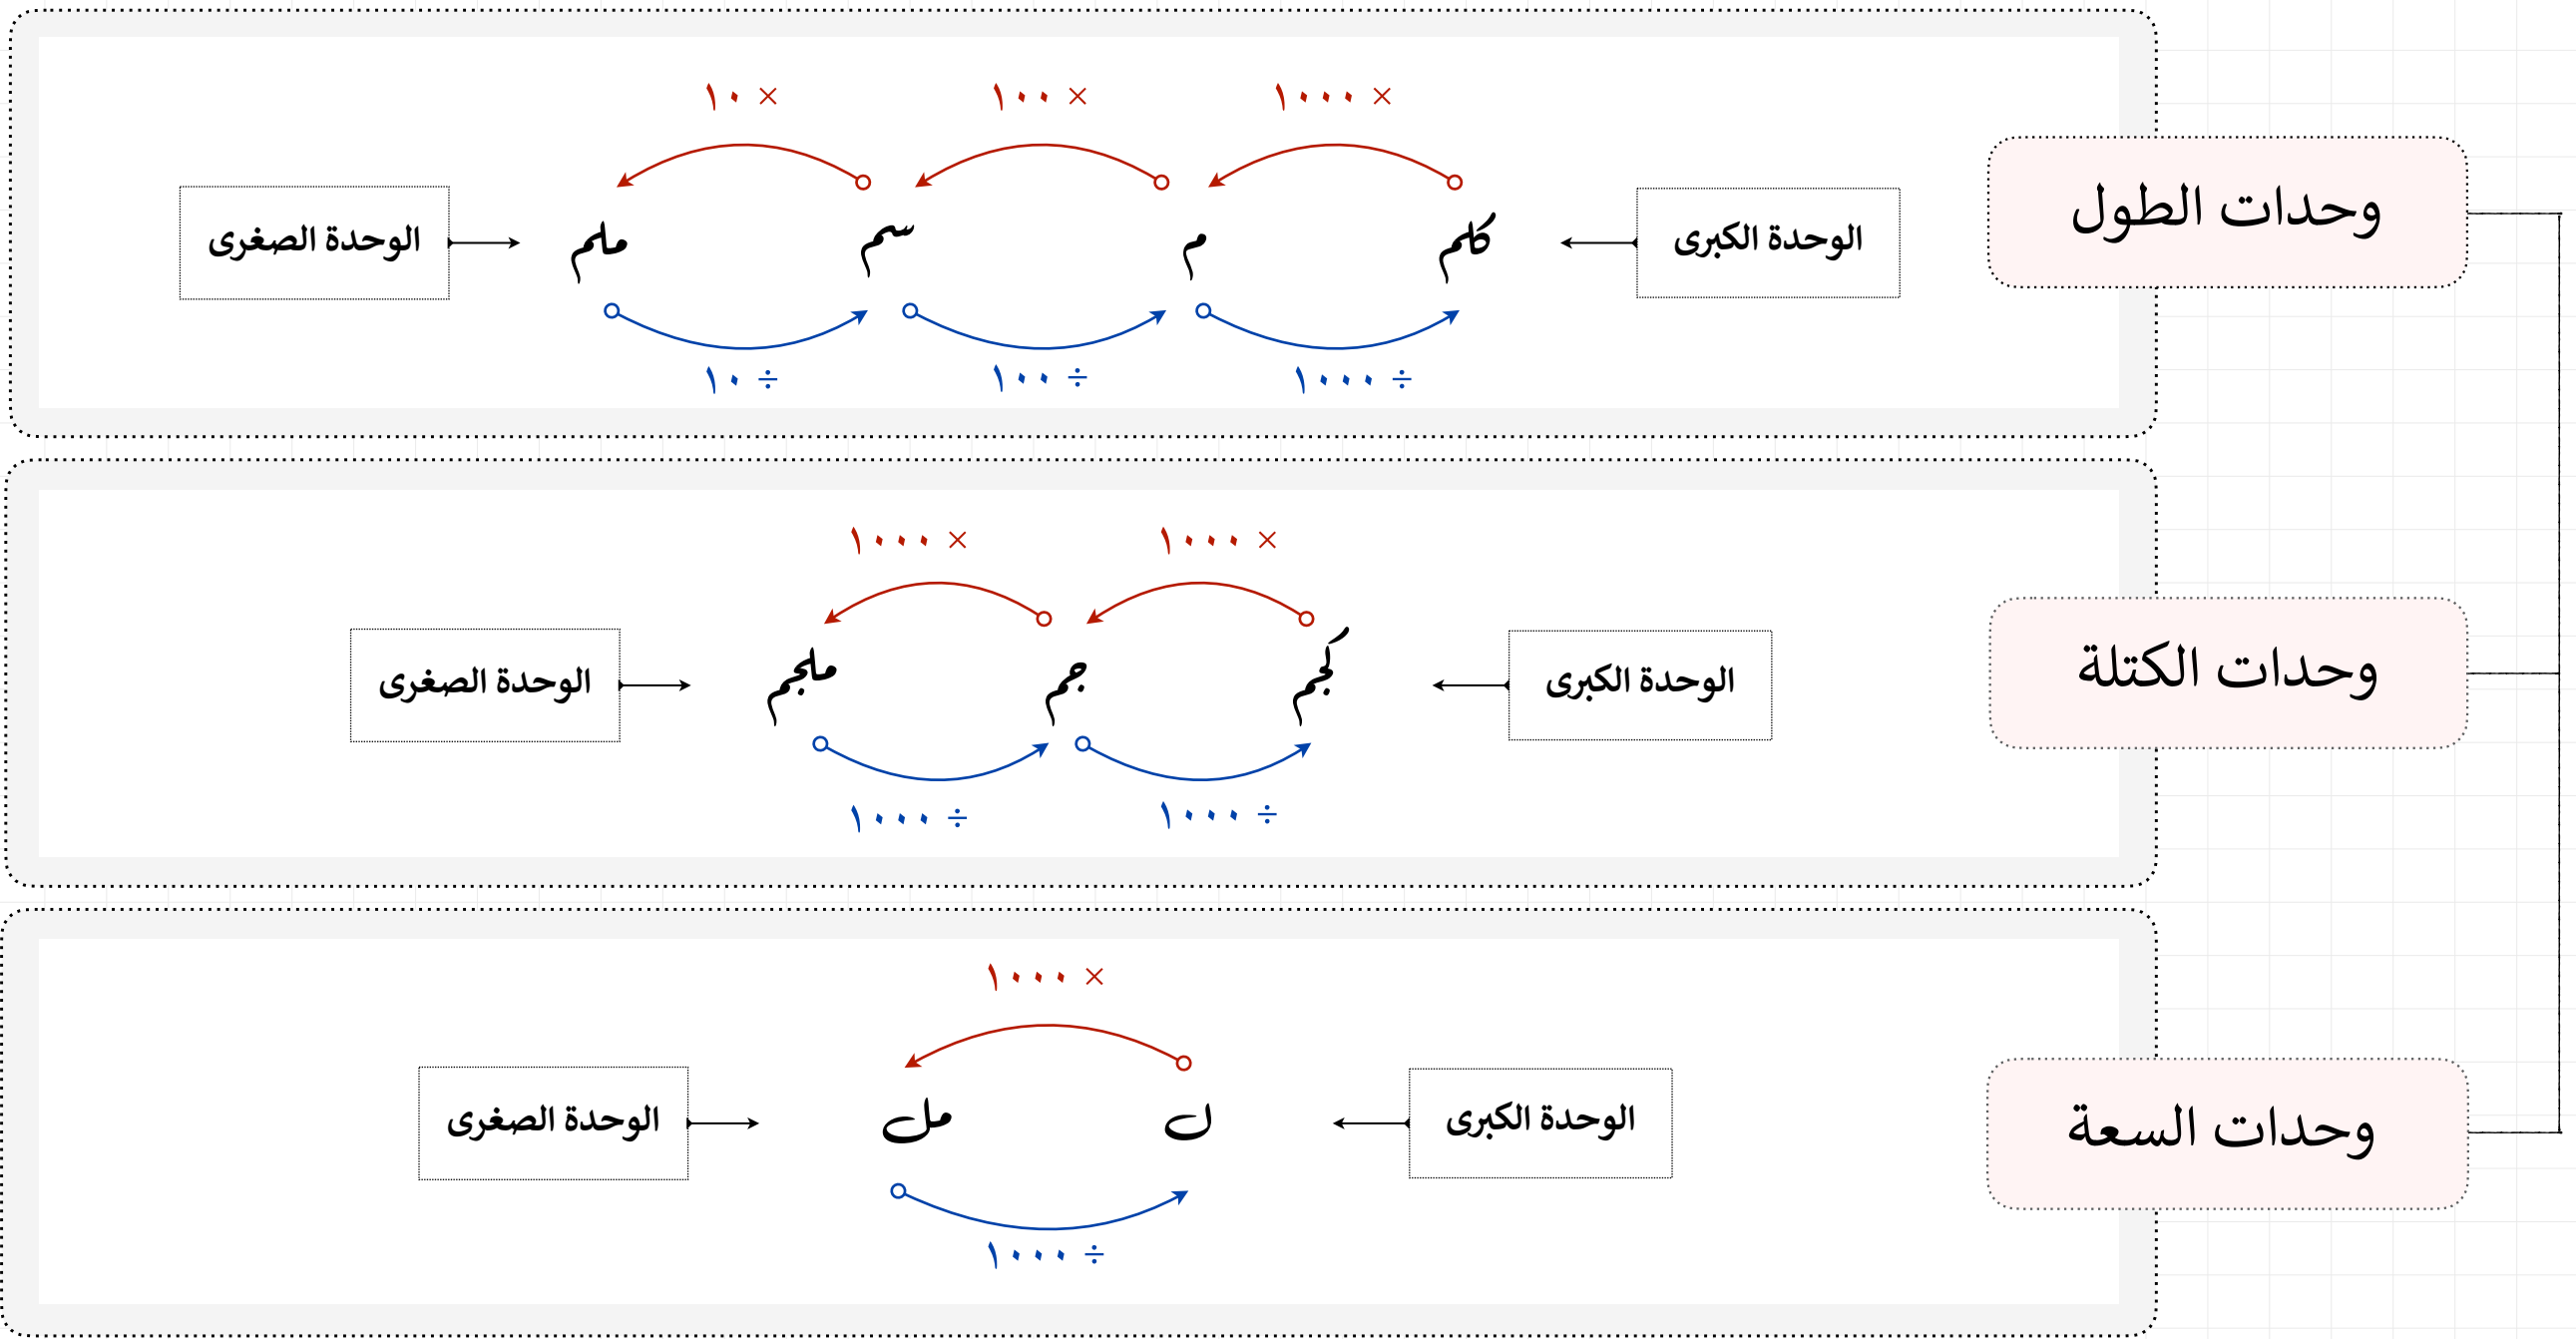 وحدات الطول
× ١٠٠٠
× ١٠٠
× ١٠
الوحدة الكبرى
كلم
م
سم
ملم
الوحدة الصغرى
÷ ١٠٠٠
÷ ١٠٠
÷ ١٠
وحدات الكتلة
× ١٠٠٠
× ١٠٠٠
الوحدة الكبرى
كجم
جم
ملجم
الوحدة الصغرى
÷ ١٠٠٠
÷ ١٠٠٠
وحدات السعة
× ١٠٠٠
الوحدة الكبرى
ل
مل
الوحدة الصغرى
÷ ١٠٠٠